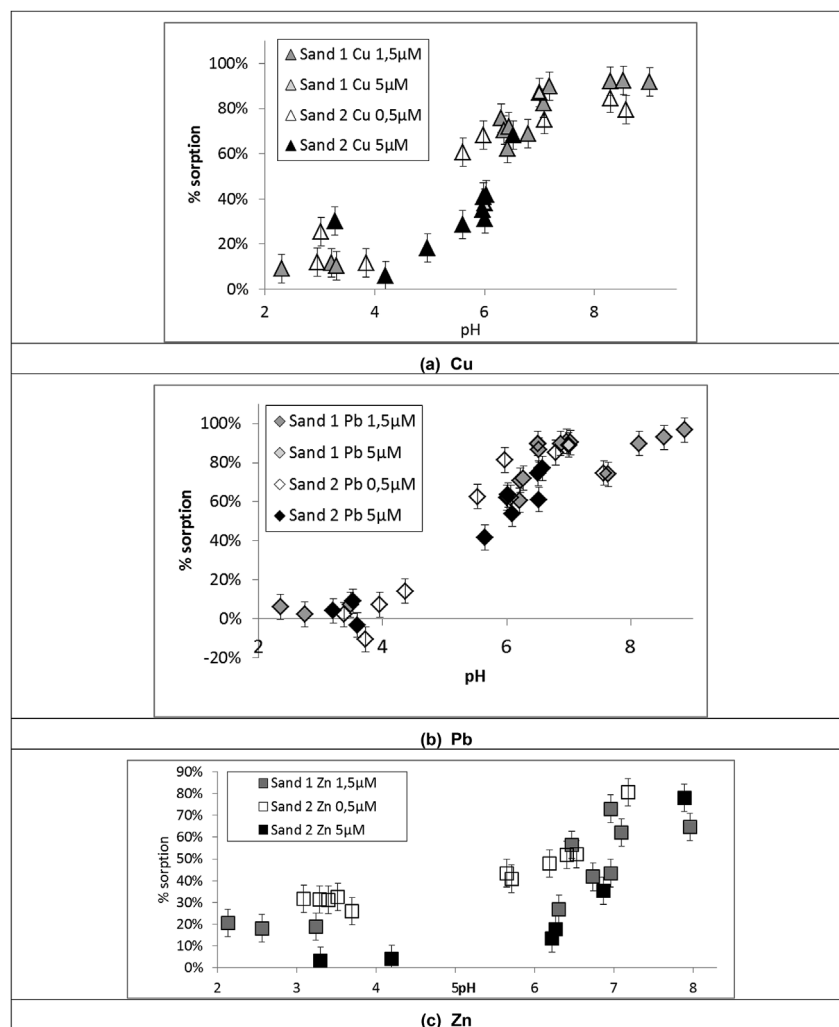 Sand 1 Cu 1,5μM
Sand 1 Cu 5μM
Sand 2 Cu 0,5μM
Sand 2 Cu 5μM
% sorption
100%
80%
60%
40%
20%
0%
2 4 6 8
pH
(a) Cu
Sand 1 Pb 1,5μM
Sand 1 Pb 5μM
Sand 2 Pb 0,5μM
Sand 2 Pb 5μM
% sorption
100%
80%
60%
40%
20%
0%
-20%
2 4 6 8
pH
(b) Pb
Sand 1 Zn 1,5μM
Sand 2 Zn 0,5μM
Sand 2 Zn 5μM
% sorption
90%
80%
70%
60%
50%
40%
30%
20%
10%
0%
2 3 4 5 pH 6 7 8
(c) Zn